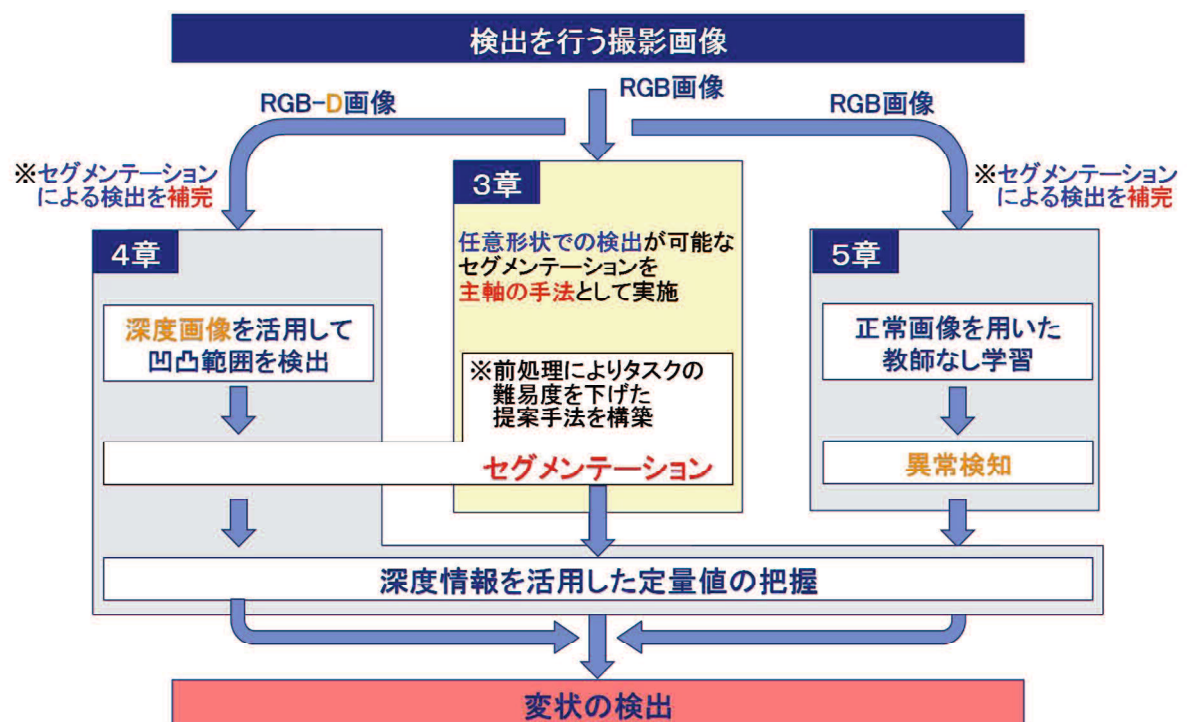 検出を行う撮影画像
RGB-D画像
RGB画像
RGB画像
※セグメンテーション
による検出を補完
※セグメンテーション
による検出を補完
4章
深度画像を活用して
凹凸範囲を検出
3章
任意形状での検出が可能な
セグメンテーションを
主軸の手法として実施
※前処理によりタスクの
難易度を下げた
提案手法を構築
セグメンテーション
5章
正常画像を用いた
教師なし学習
異常検知
深度情報を活用した定量値の把握
変状の検出